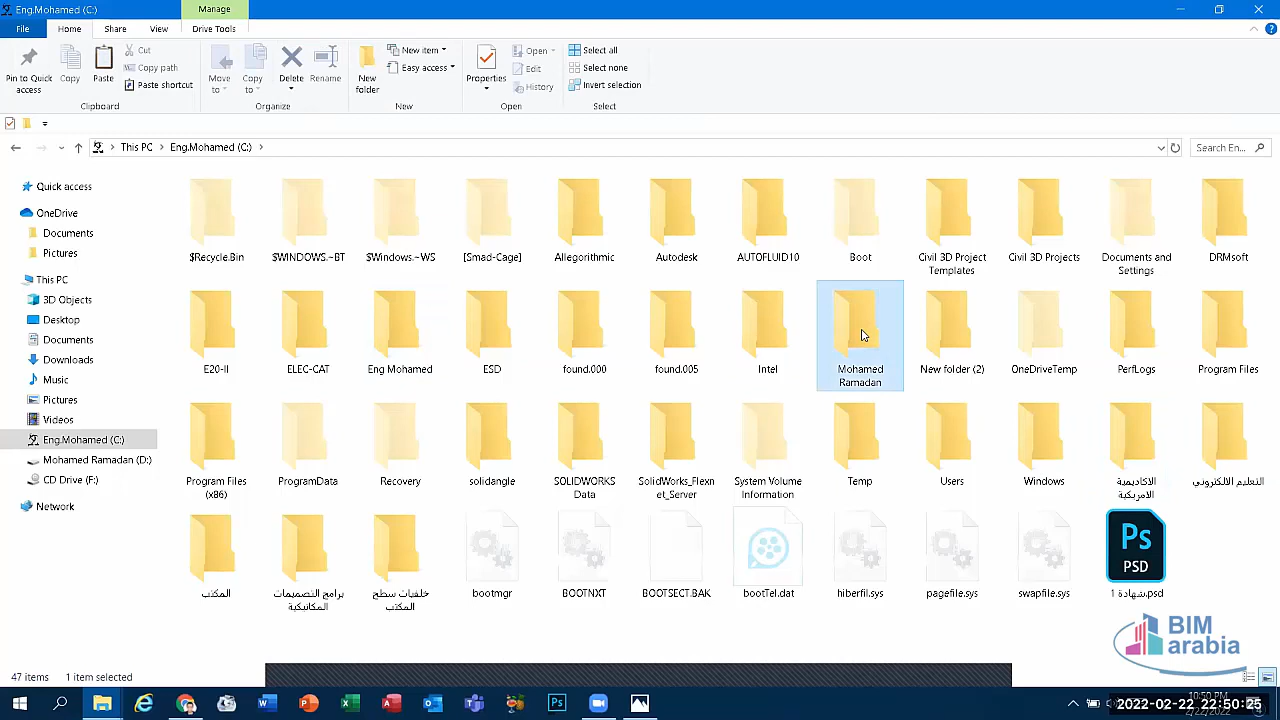 Eng.Mohamed (C:)
Manage
File
Home
Share
View
Drive Tools
Pin to Quick access
Copy
Paste
Cut
Copy path
Paste shortcut
Clipboard
Move to
Copy to
Delete
Rename
Organize
New folder
New item
Easy access
New
Properties
Open
Edit
History
Open
Select all
Select none
Invert selection
Select
This PC
Eng.Mohamed (C:)
Search En...
Quick access
OneDrive
Documents
Pictures
This PC
3D Objects
Desktop
Documents
Downloads
Music
Pictures
Videos
Eng.Mohamed (C:)
Mohamed Ramadan (D:)
CD Drive (F:)
Network
$Recycle.Bin
$WINDOWS.~BT
$Windows.~WS
[Smad-Cage]
Allegorithmic
Autodesk
AUTOFLUID10
Boot
Civil 3D Project
Templates
Civil 3D Projects
Documents and
Settings
DRMsoft
E20-II
ELEC-CAT
Eng Mohamed
ESD
found.000
found.005
Intel
Mohamed
Ramadan
New folder (2)
OneDriveTemp
PerfLogs
Program Files
Program Files
(x86)
ProgramData
Recovery
solidangle
SOLIDWORKS
Data
SolidWorks_Flexn
et_Server
System Volume
Information
Temp
Users
Windows
الاكاديمية
الامريكية
التعليم الالكتروني
المكتب
برامج التصميمات
المكانيكية
خلفيات سطح
المكتب
bootmgr
BOOTNXT
BOOTSECT.BAK
bootTel.dat
hiberfil.sys
pagefile.sys
swapfile.sys
Ps
PSD
شهادة 1.psd
BIM
arabia
47 items
1 item selected
10:50 PM
2022-02-22 22:50:25